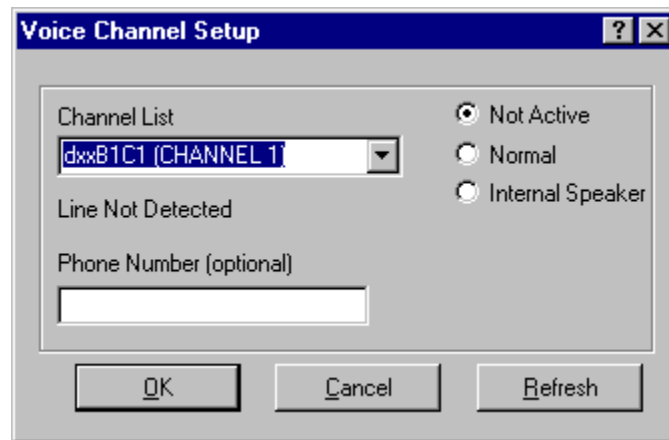 Voice Channel Setup
Channel List
dxxB1C1 (CHANNEL 1)
Line Not Detected
Phone Number (optional)
Not Active
Normal
Internal Speaker
OK
Cancel
Refresh